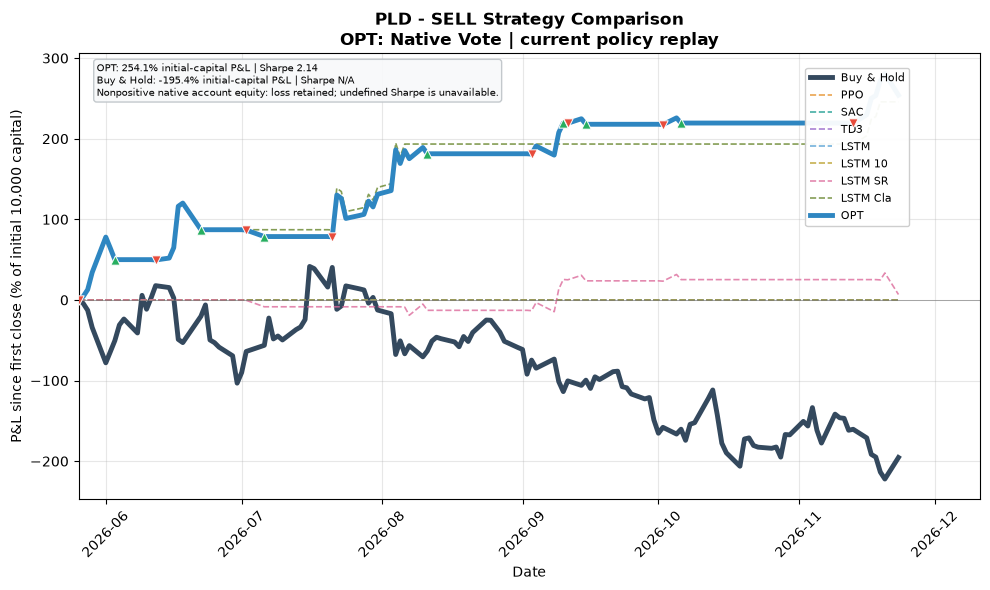 PLD - SELL Strategy Comparison
OPT: Native Vote | current policy replay
OPT: 254.1% initial-capital P&L | Sharpe 2.14
Buy & Hold: -195.4% initial-capital P&L | Sharpe N/A
Nonpositive native account equity: loss retained; undefined Sharpe is unavailable.
Buy & Hold
PPO
SAC
TD3
LSTM
LSTM 10
LSTM SR
LSTM Cla
OPT
P&L since first close (% of initial 10,000 capital)
300
200
100
0
−100
−200
2026-06
2026-07
2026-08
2026-09
2026-10
2026-11
2026-12
Date